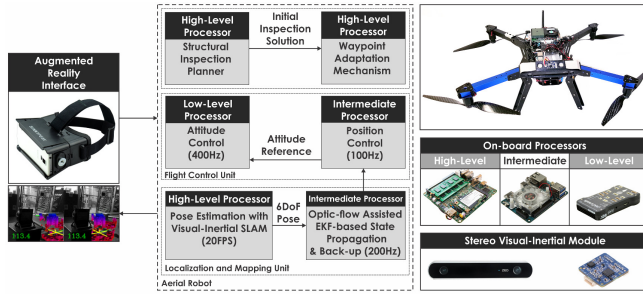 Augmented
Reality
Interface
113.4
113.4
High-Level
Processor
Structural
Inspection
Planner
Initial
Inspection
Solution
High-Level
Processor
Waypoint
Adaptation
Mechanism
Low-Level
Processor
Attitude
Control
(400Hz)
Attitude
Reference
Intermediate
Processor
Position
Control
(100Hz)
Flight Control Unit
High-Level Processor
Pose Estimation with
Visual-Inertial SLAM
(20FPS)
6DoF
Pose
Intermediate Processor
Optic-flow Assisted
EKF-based State
Propagation
& Back-up (200Hz)
Localization and Mapping Unit
Aerial Robot
On-board Processors
High-Level
Intermediate
Low-Level
Stereo Visual-Inertial Module